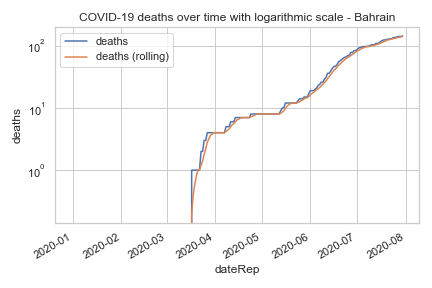 COVID-19 deaths over time with logarithmic scale - Bahrain
deaths
deaths (rolling)
10²
10¹
10⁰
deaths
2020-01
2020-02
2020-03
2020-04
2020-05
2020-06
2020-07
2020-08
dateRep